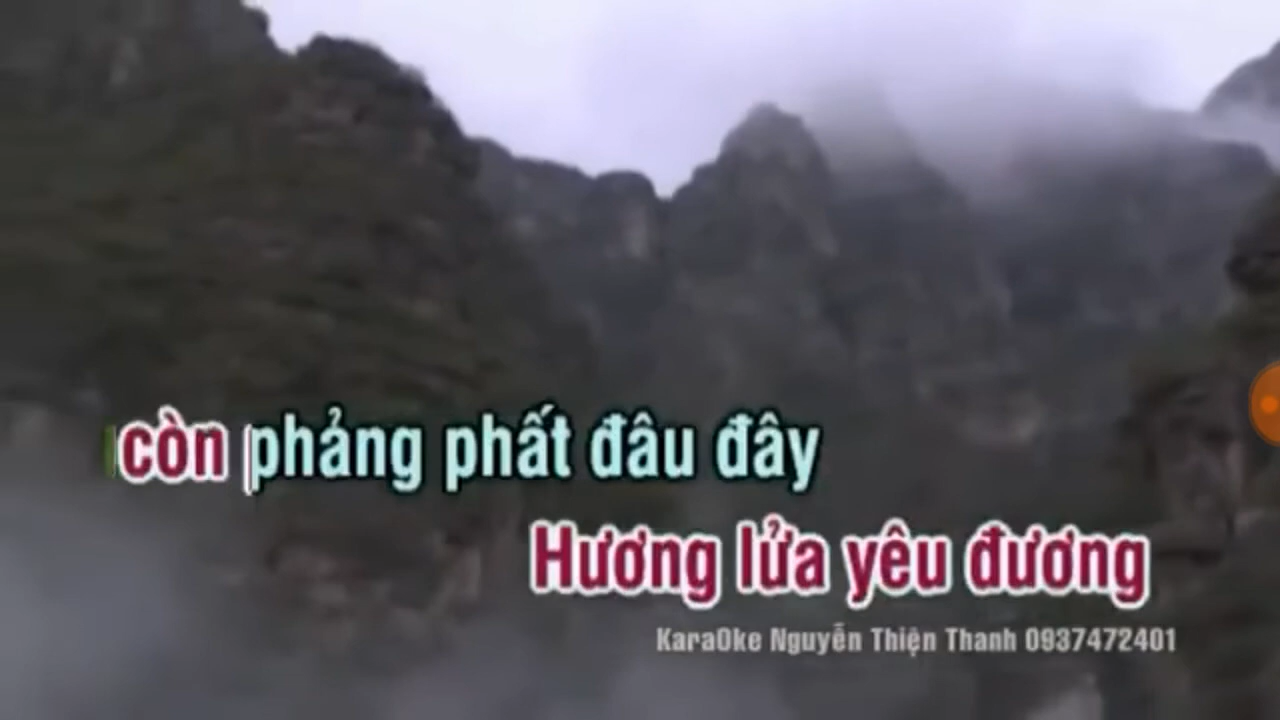 còn phảng phất đâu đây
Hương lửa yêu đương
KaraOke Nguyễn Thiện Thanh 0937472401